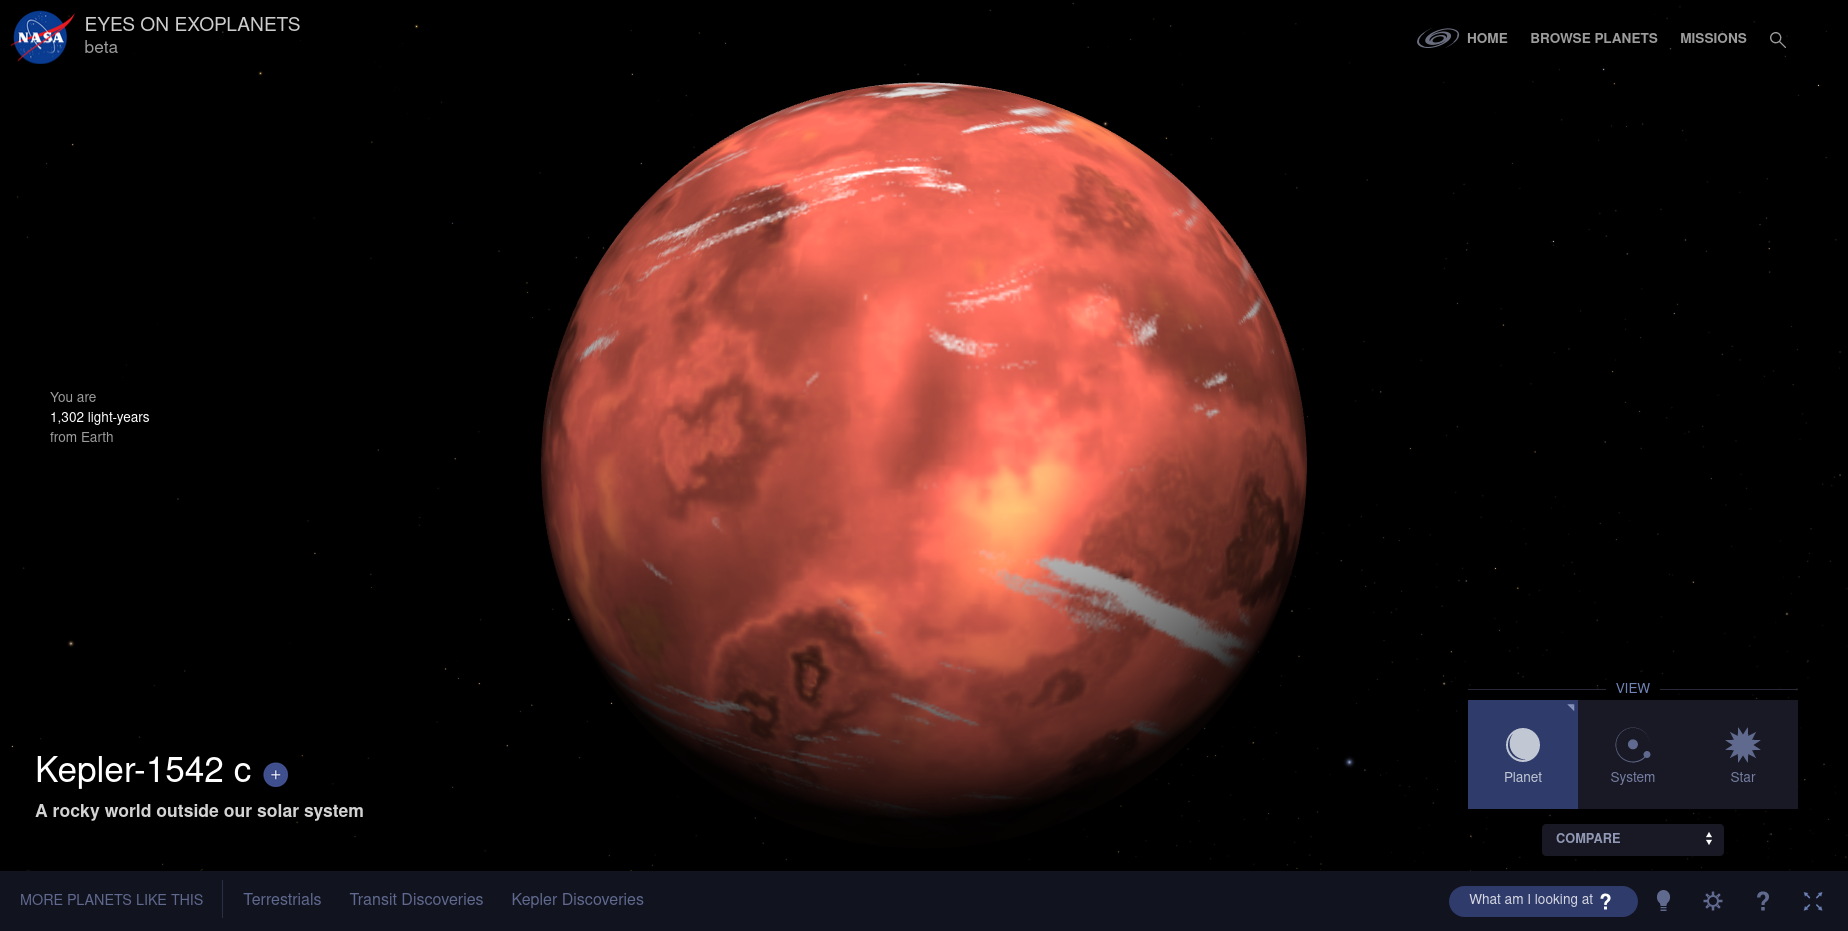 NASA
EYES ON EXOPLANETS
beta
HOME
BROWSE PLANETS
MISSIONS
You are
1,302 light-years
from Earth
Kepler-1542 c +
A rocky world outside our solar system
VIEW
Planet
System
Star
COMPARE
MORE PLANETS LIKE THIS
Terrestrials
Transit Discoveries
Kepler Discoveries
What am I looking at ?
?